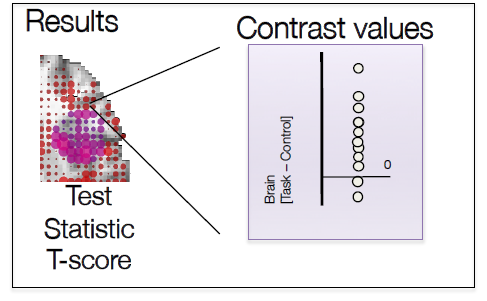 Results
Contrast values
Brain
[Task – Control]
0
Test
Statistic
T-score